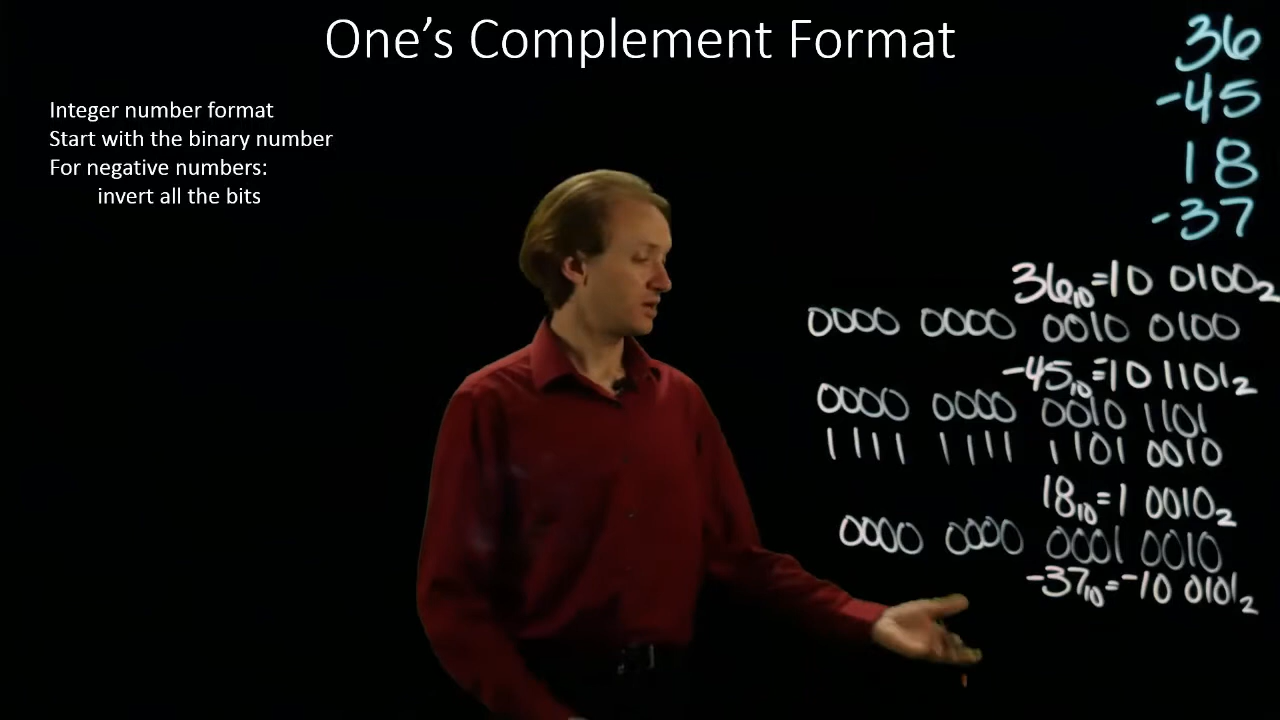 One's Complement Format
Integer number format
Start with the binary number
For negative numbers:
invert all the bits
36
-45
18
-37
36₁₀=10 0100₂
0000 0000 0010 0100
-45₁₀=10 1101₂
0000 0000 0010 1101
1111 1111 1101 0010
18₁₀=1 0010₂
0000 0000 0001 0010
-37₁₀=-10 0101₂